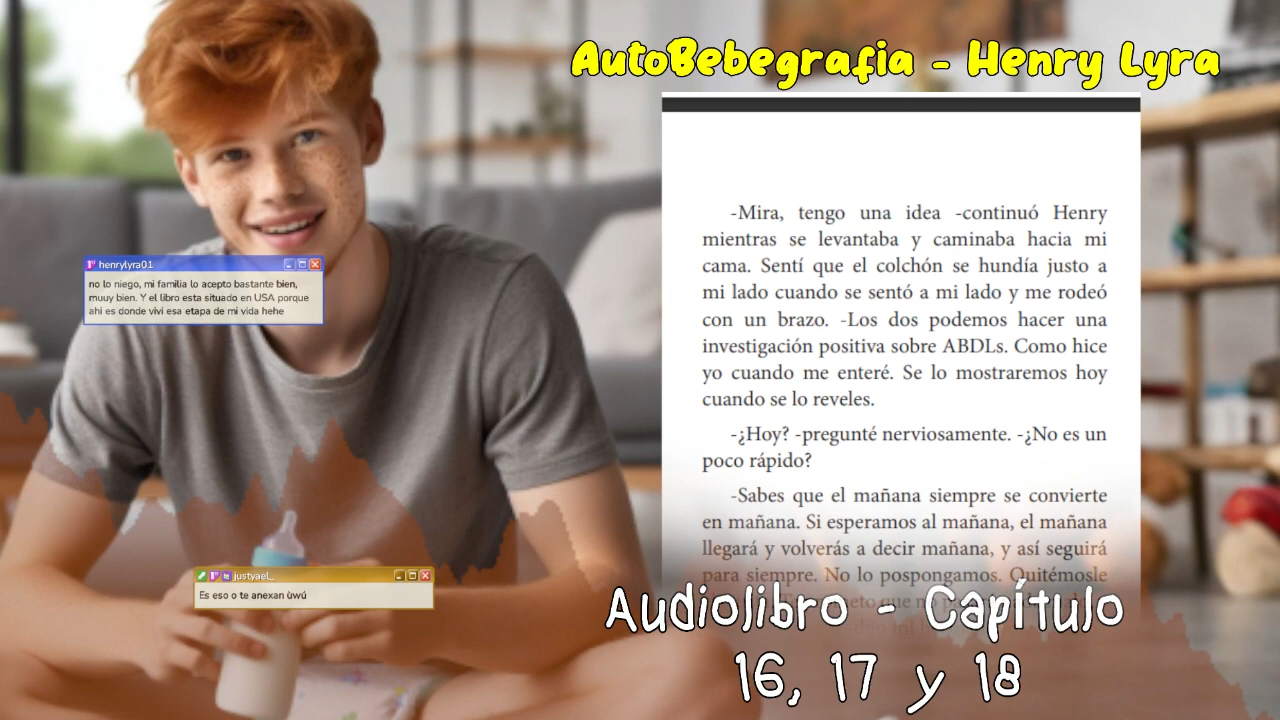 AutoBebegrafia - Henry Lyra
henrylyra01
no lo niego, mi familia lo acepto bastante bien,
muuy bien. Y el libro esta situado en USA porque
ahi es donde vivi esa etapa de mi vida hehe
-Mira, tengo una idea -continuó Henry
mientras se levantaba y caminaba hacia mi
cama. Sentí que el colchón se hundía justo a
mi lado cuando se sentó a mi lado y me rodeó
con un brazo. -Los dos podemos hacer una
investigación positiva sobre ABDLs. Como hice
yo cuando me enteré. Se lo mostraremos hoy
cuando se lo reveles.
-¿Hoy? -pregunté nerviosamente. -¿No es un
poco rápido?
-Sabes que el mañana siempre se convierte
en mañana. Si esperamos al mañana, el mañana
llegará y volverás a decir mañana, y así seguirá
para siempre. No lo pospongamos. Quitémosle
justyael_
Es eso o te anexan ùwú
Audiolibro - Capítulo
16, 17 y 18